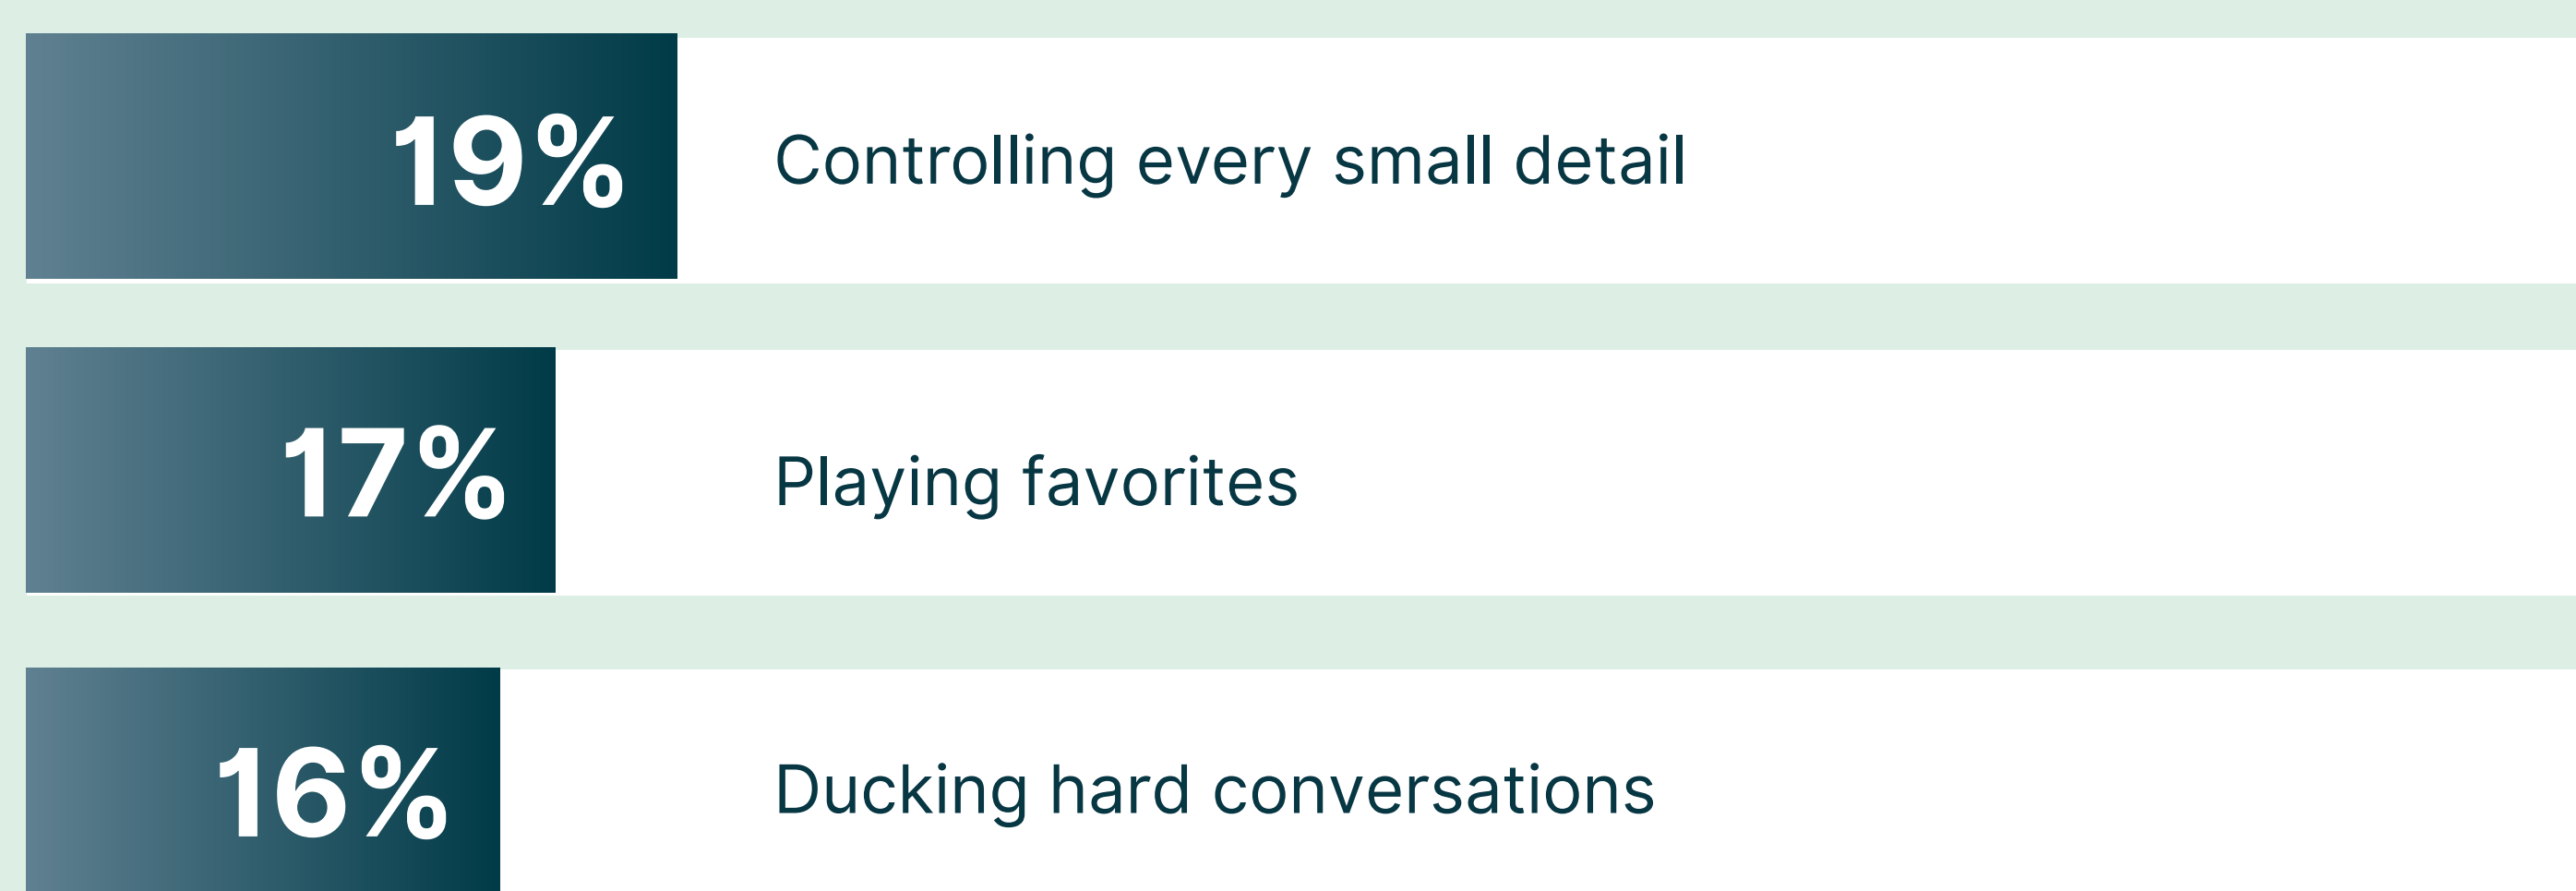 19% Controlling every small detail
17% Playing favorites
16% Ducking hard conversations